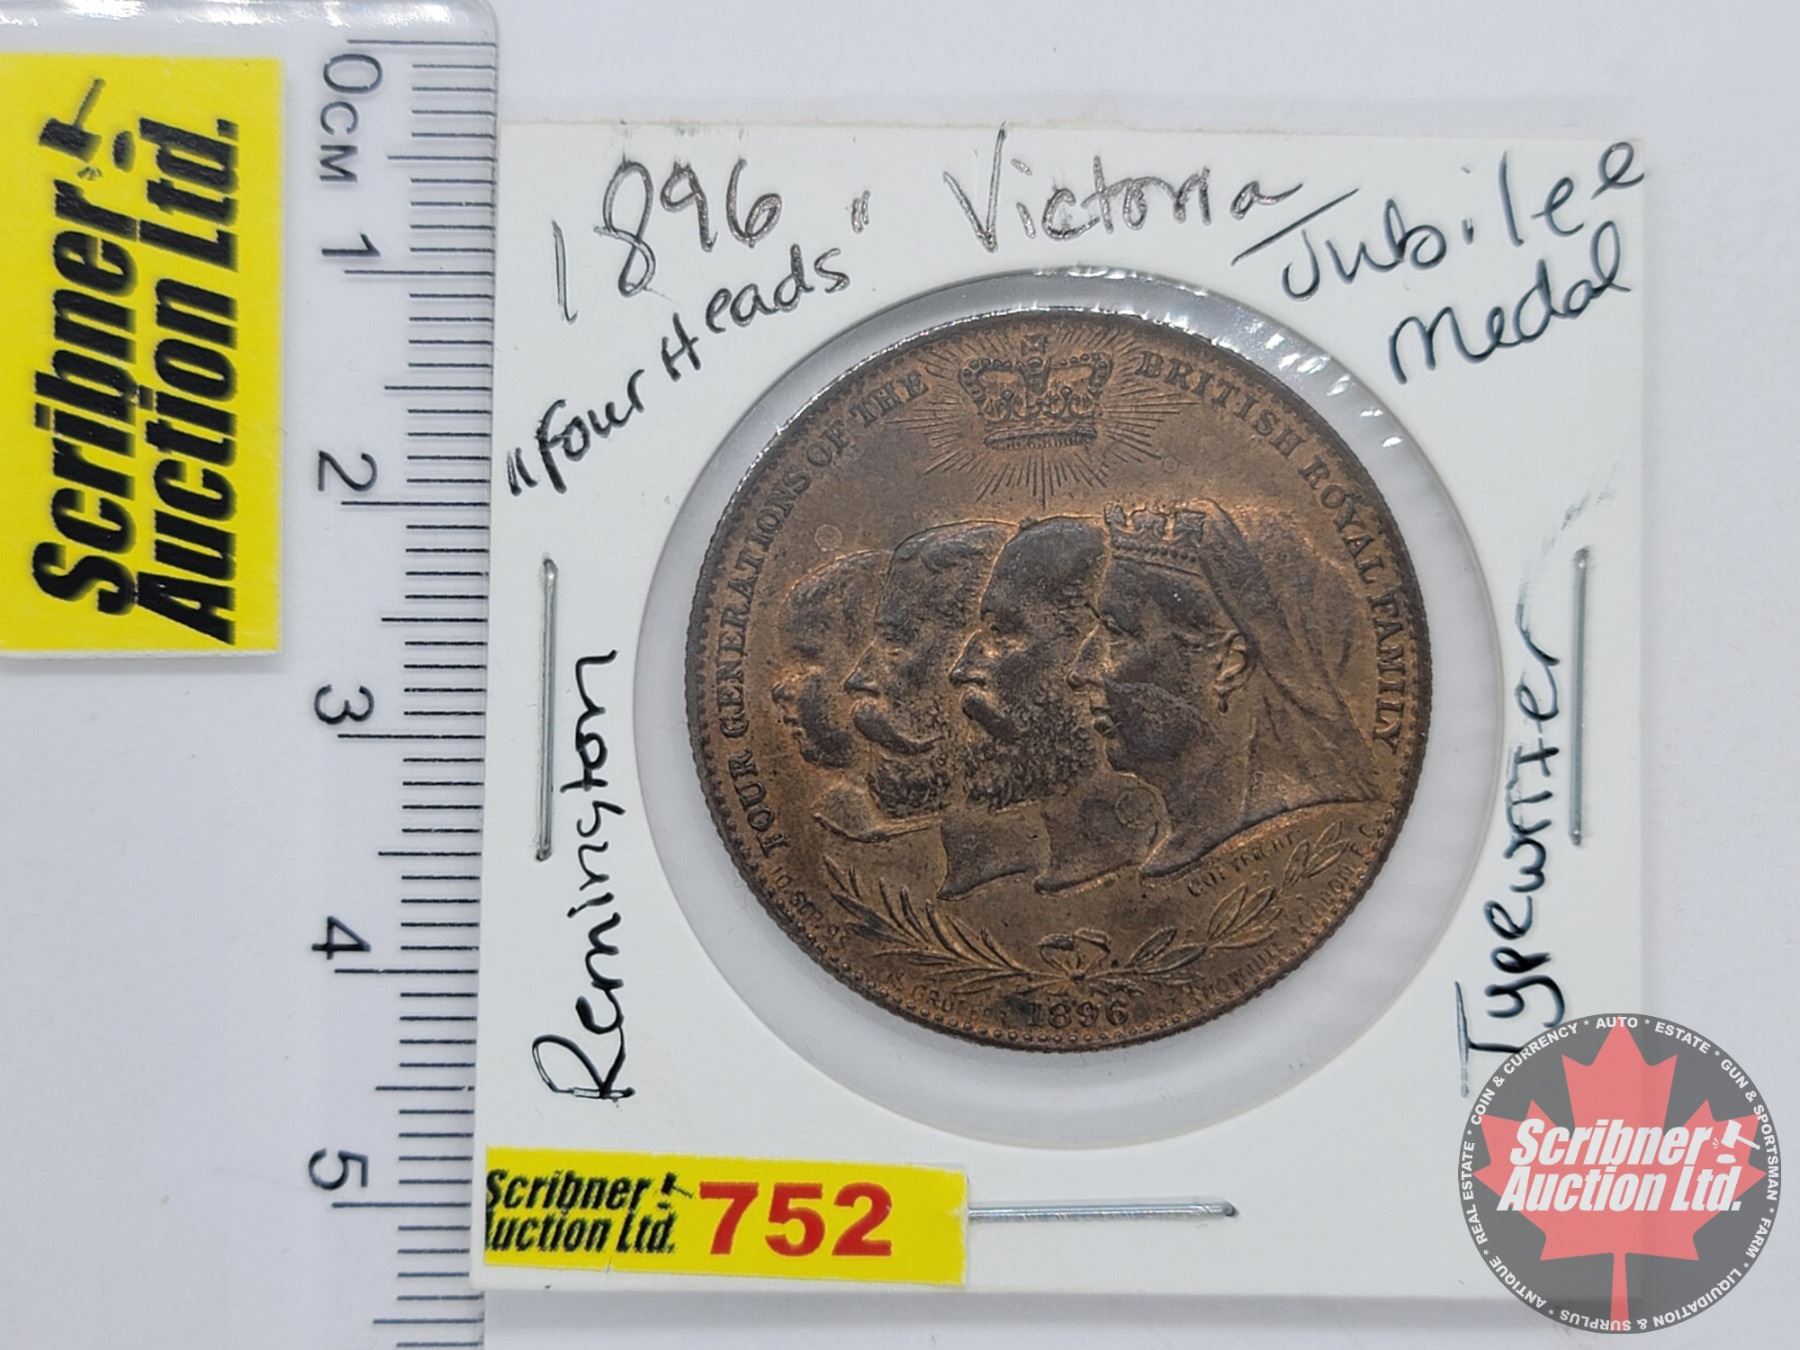 Scribner
Auction Ltd.
0CM 1 2 3 4 5
1896 "Victoria
Jubilee
Medal
"Four Heads"
Remington
Typewriter
FOUR GENERATIONS OF THE BRITISH ROYAL FAMILY
COPYRIGHT
1896
Scribner
Auction Ltd.
752
Scribner
Auction Ltd.
COIN & CURRENCY * AUTO * ESTATE * GUN & SPORTSMAN * FARM * LIQUIDATION & SURPLUS * ANTIQUE * REAL ESTATE *